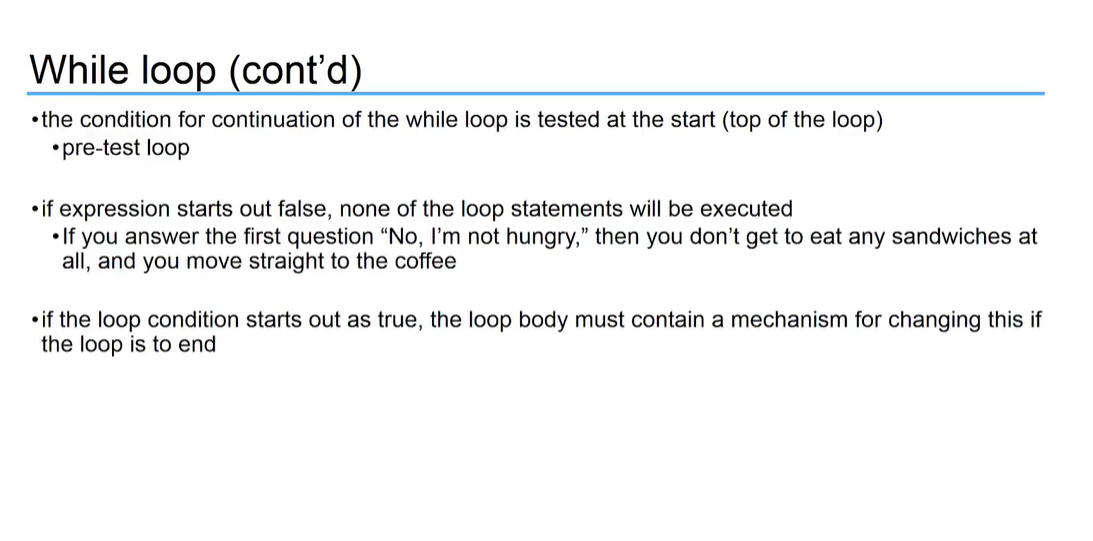 While loop (cont’d)
•the condition for continuation of the while loop is tested at the start (top of the loop)
•pre-test loop
•if expression starts out false, none of the loop statements will be executed
•If you answer the first question “No, I’m not hungry,” then you don’t get to eat any sandwiches at
all, and you move straight to the coffee
•if the loop condition starts out as true, the loop body must contain a mechanism for changing this if
the loop is to end